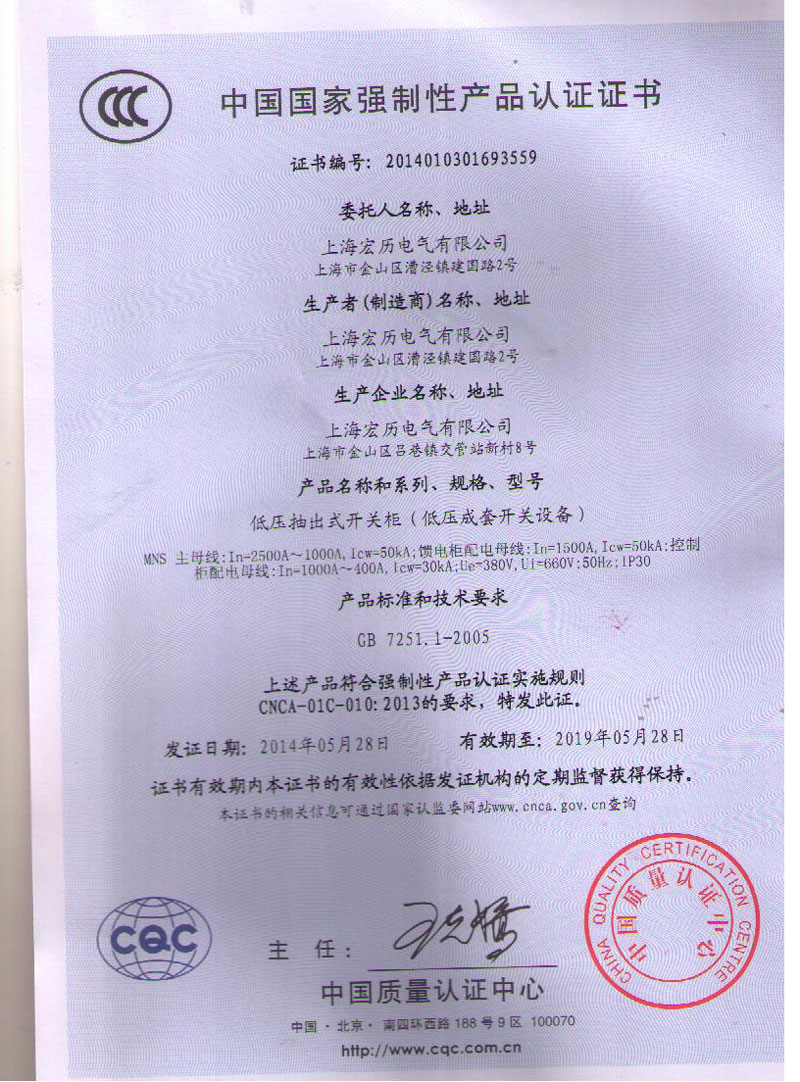 CCC
中国国家强制性产品认证证书
证书编号：2014010301693559
委托人名称、地址
上海宏历电气有限公司
上海市金山区漕泾镇建国路2号
生产者(制造商)名称、地址
上海宏历电气有限公司
上海市金山区漕泾镇建国路2号
生产企业名称、地址
上海宏历电气有限公司
上海市金山区吕巷镇交管站新村8号
产品名称和系列、规格、型号
低压抽出式开关柜（低压成套开关设备）
MNS 主母线:In=2500A～1000A,Icw=50kA;馈电柜配电母线:In=1500A,Icw=50kA;控制
柜配电母线:In=1000A～400A,Icw=30kA;Ue=380V,Ui=660V;50Hz;IP30
产品标准和技术要求
GB 7251.1-2005
上述产品符合强制性产品认证实施规则
CNCA-01C-010:2013的要求，特发此证。
发证日期：2014年05月28日 有效期至：2019年05月28日
证书有效期内本证书的有效性依据发证机构的定期监督获得保持。
本证书的相关信息可通过国家认监委网站www.cnca.gov.cn查询
CHINA QUALITY CERTIFICATION CENTRE
中国质量认证中心
CQC
主 任：
中国质量认证中心
中国·北京·南四环西路188号9区 100070
http://www.cqc.com.cn